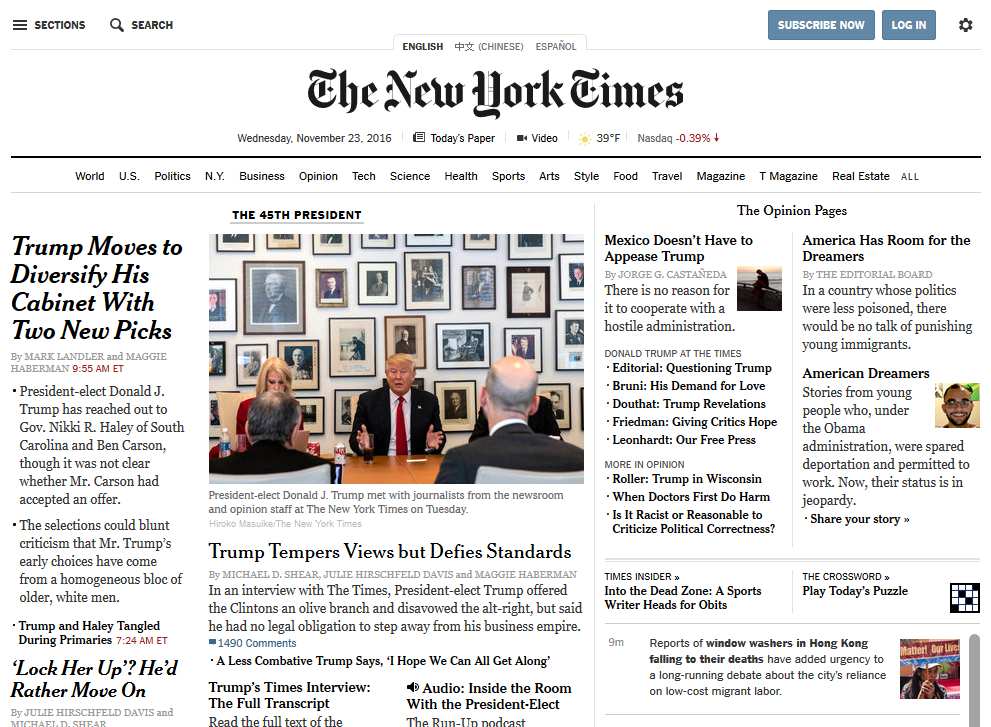 SECTIONS
SEARCH
SUBSCRIBE NOW
LOG IN
ENGLISH 中文 (CHINESE) ESPAÑOL
The New York Times
Wednesday, November 23, 2016
Today's Paper
Video
39°F
Nasdaq -0.39%
World U.S. Politics N.Y. Business Opinion Tech Science Health Sports Arts Style Food Travel Magazine T Magazine Real Estate ALL
THE 45TH PRESIDENT
Trump Moves to
Diversify His
Cabinet With
Two New Picks
By MARK LANDLER and MAGGIE
HABERMAN 9:55 AM ET
• President-elect Donald J.
Trump has reached out to
Gov. Nikki R. Haley of South
Carolina and Ben Carson,
though it was not clear
whether Mr. Carson had
accepted an offer.
• The selections could blunt
criticism that Mr. Trump's
early choices have come
from a homogeneous bloc of
older, white men.
• Trump and Haley Tangled
During Primaries 7:24 AM ET
'Lock Her Up'? He'd
Rather Move On
By JULIE HIRSCHFELD DAVIS and
MICHAEL D. SHEAR
President-elect Donald J. Trump met with journalists from the newsroom
and opinion staff at The New York Times on Tuesday.
Hiroko Masuike/The New York Times
Trump Tempers Views but Defies Standards
By MICHAEL D. SHEAR, JULIE HIRSCHFELD DAVIS and MAGGIE HABERMAN
In an interview with The Times, President-elect Trump offered
the Clintons an olive branch and disavowed the alt-right, but said
he had no legal obligation to step away from his business empire.
1490 Comments
• A Less Combative Trump Says, 'I Hope We Can All Get Along'
Trump's Times Interview:
The Full Transcript
Read the full text of the
Audio: Inside the Room
With the President-Elect
The Run-Up podcast
The Opinion Pages
Mexico Doesn't Have to
Appease Trump
By JORGE G. CASTAÑEDA
There is no reason for
it to cooperate with a
hostile administration.
DONALD TRUMP AT THE TIMES
• Editorial: Questioning Trump
• Bruni: His Demand for Love
• Douthat: Trump Revelations
• Friedman: Giving Critics Hope
• Leonhardt: Our Free Press
MORE IN OPINION
• Roller: Trump in Wisconsin
• When Doctors First Do Harm
• Is It Racist or Reasonable to
Criticize Political Correctness?
America Has Room for the
Dreamers
By THE EDITORIAL BOARD
In a country whose politics
were less poisoned, there
would be no talk of punishing
young immigrants.
American Dreamers
Stories from young
people who, under
the Obama
administration, were spared
deportation and permitted to
work. Now, their status is in
jeopardy.
• Share your story »
TIMES INSIDER »
Into the Dead Zone: A Sports
Writer Heads for Obits
THE CROSSWORD »
Play Today's Puzzle
9m
Reports of window washers in Hong Kong
falling to their deaths have added urgency to
a long-running debate about the city's reliance
on low-cost migrant labor.
Matter! Our Live